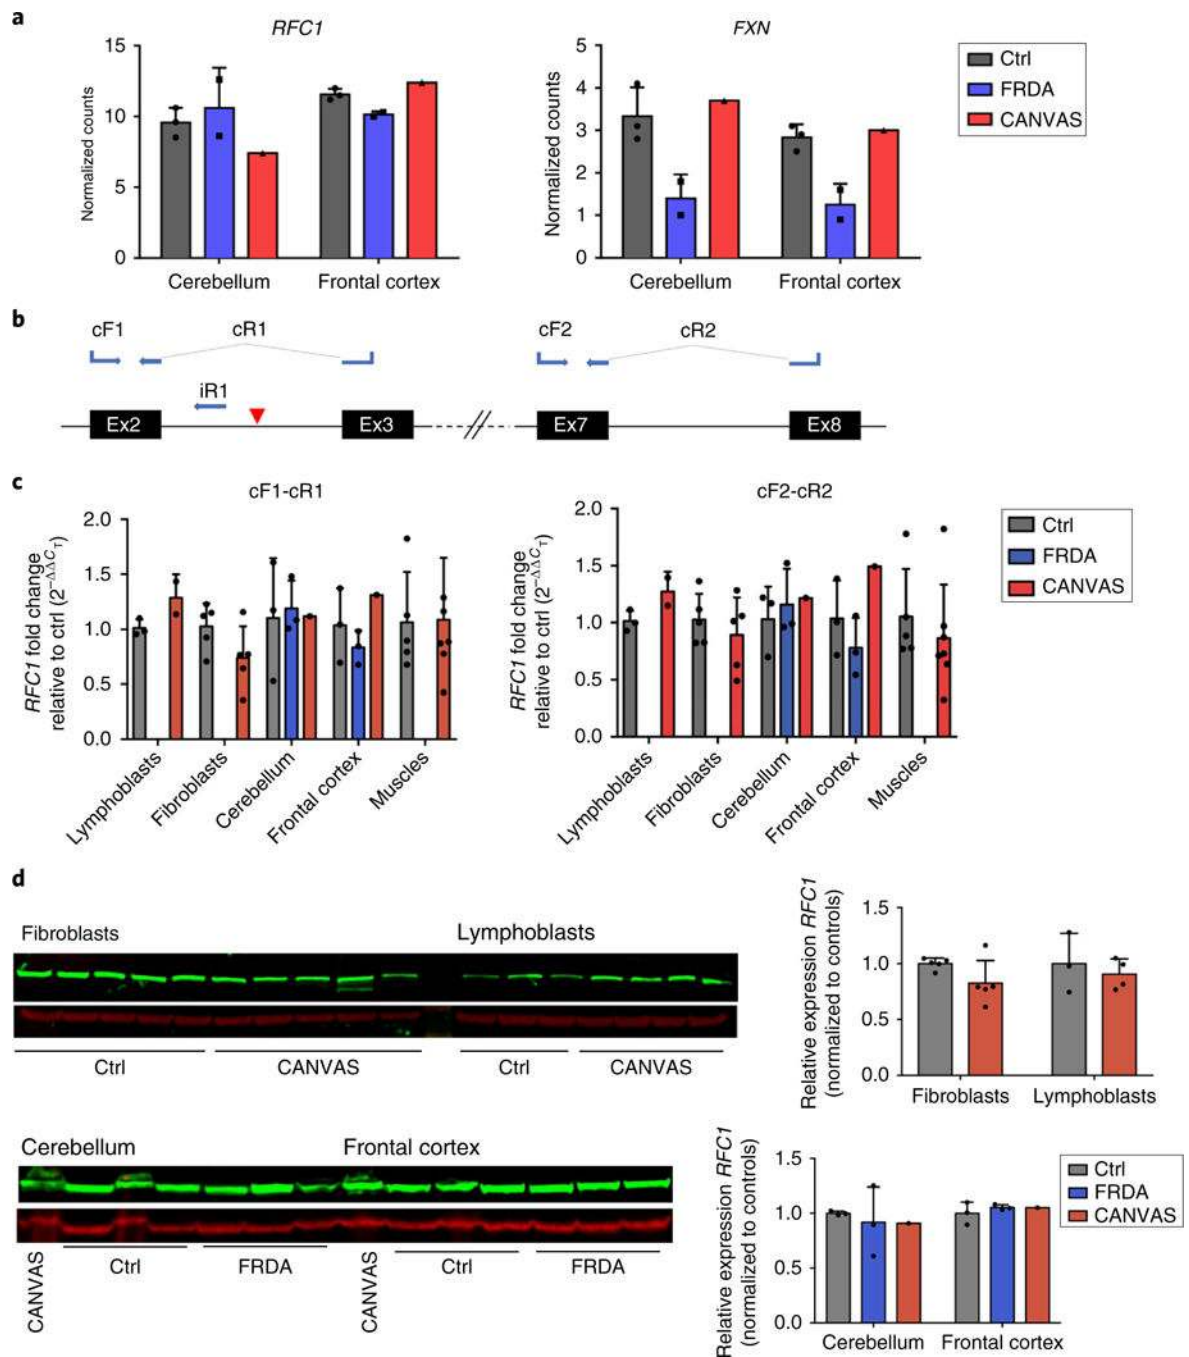 a
RFC1
Normalized counts
15
10
5
0
Cerebellum
Frontal cortex
FXN
Normalized counts
5
4
3
2
1
0
Cerebellum
Frontal cortex
Ctrl
FRDA
CANVAS
b
cF1
cR1
cF2
cR2
iR1
Ex2
Ex3
Ex7
Ex8
c
cF1-cR1
RFC1 fold change
relative to ctrl (2−ΔΔCT)
2.0
1.5
1.0
0.5
0.0
Lymphoblasts
Fibroblasts
Cerebellum
Frontal cortex
Muscles
cF2-cR2
RFC1 fold change
relative to ctrl (2−ΔΔCT)
2.0
1.5
1.0
0.5
0.0
Lymphoblasts
Fibroblasts
Cerebellum
Frontal cortex
Muscles
Ctrl
FRDA
CANVAS
d
Fibroblasts
Lymphoblasts
Ctrl
CANVAS
Ctrl
CANVAS
Relative expression RFC1
(normalized to controls)
1.5
1.0
0.5
0.0
Fibroblasts
Lymphoblasts
Cerebellum
Frontal cortex
CANVAS
Ctrl
FRDA
CANVAS
Ctrl
FRDA
Relative expression RFC1
(normalized to controls)
1.5
1.0
0.5
0.0
Cerebellum
Frontal cortex
Ctrl
FRDA
CANVAS